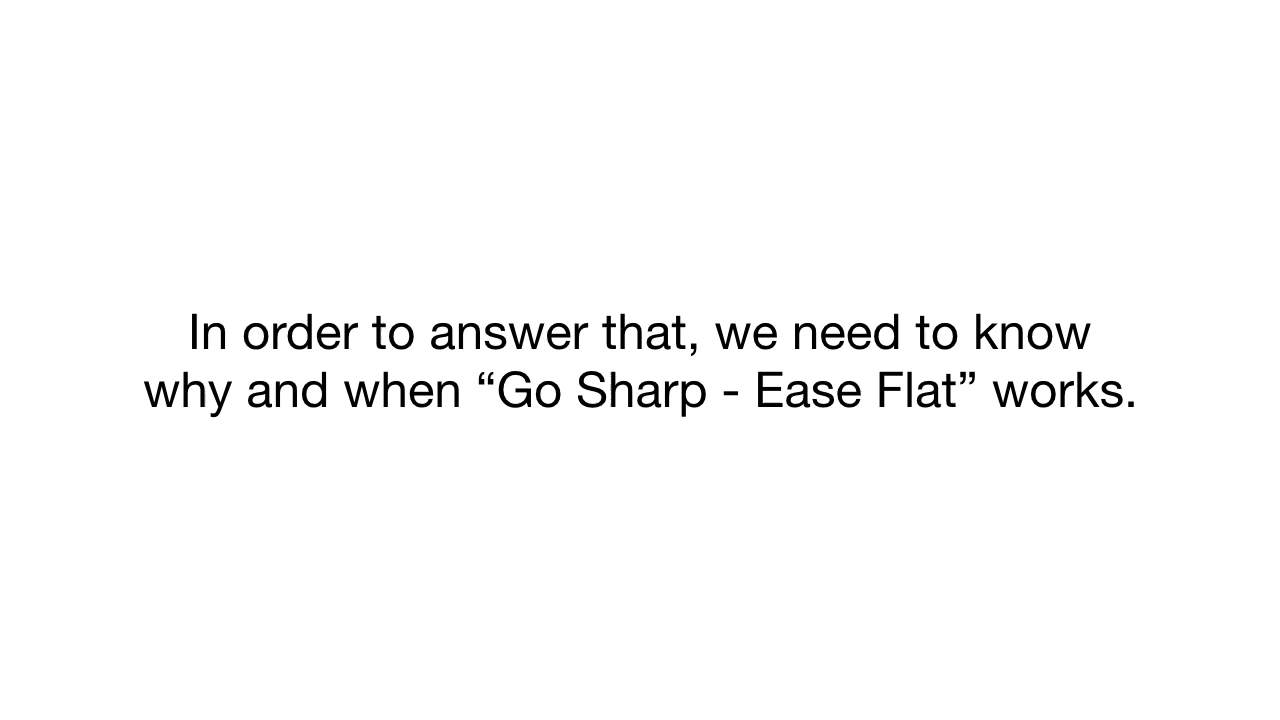 In order to answer that, we need to know
why and when “Go Sharp - Ease Flat” works.